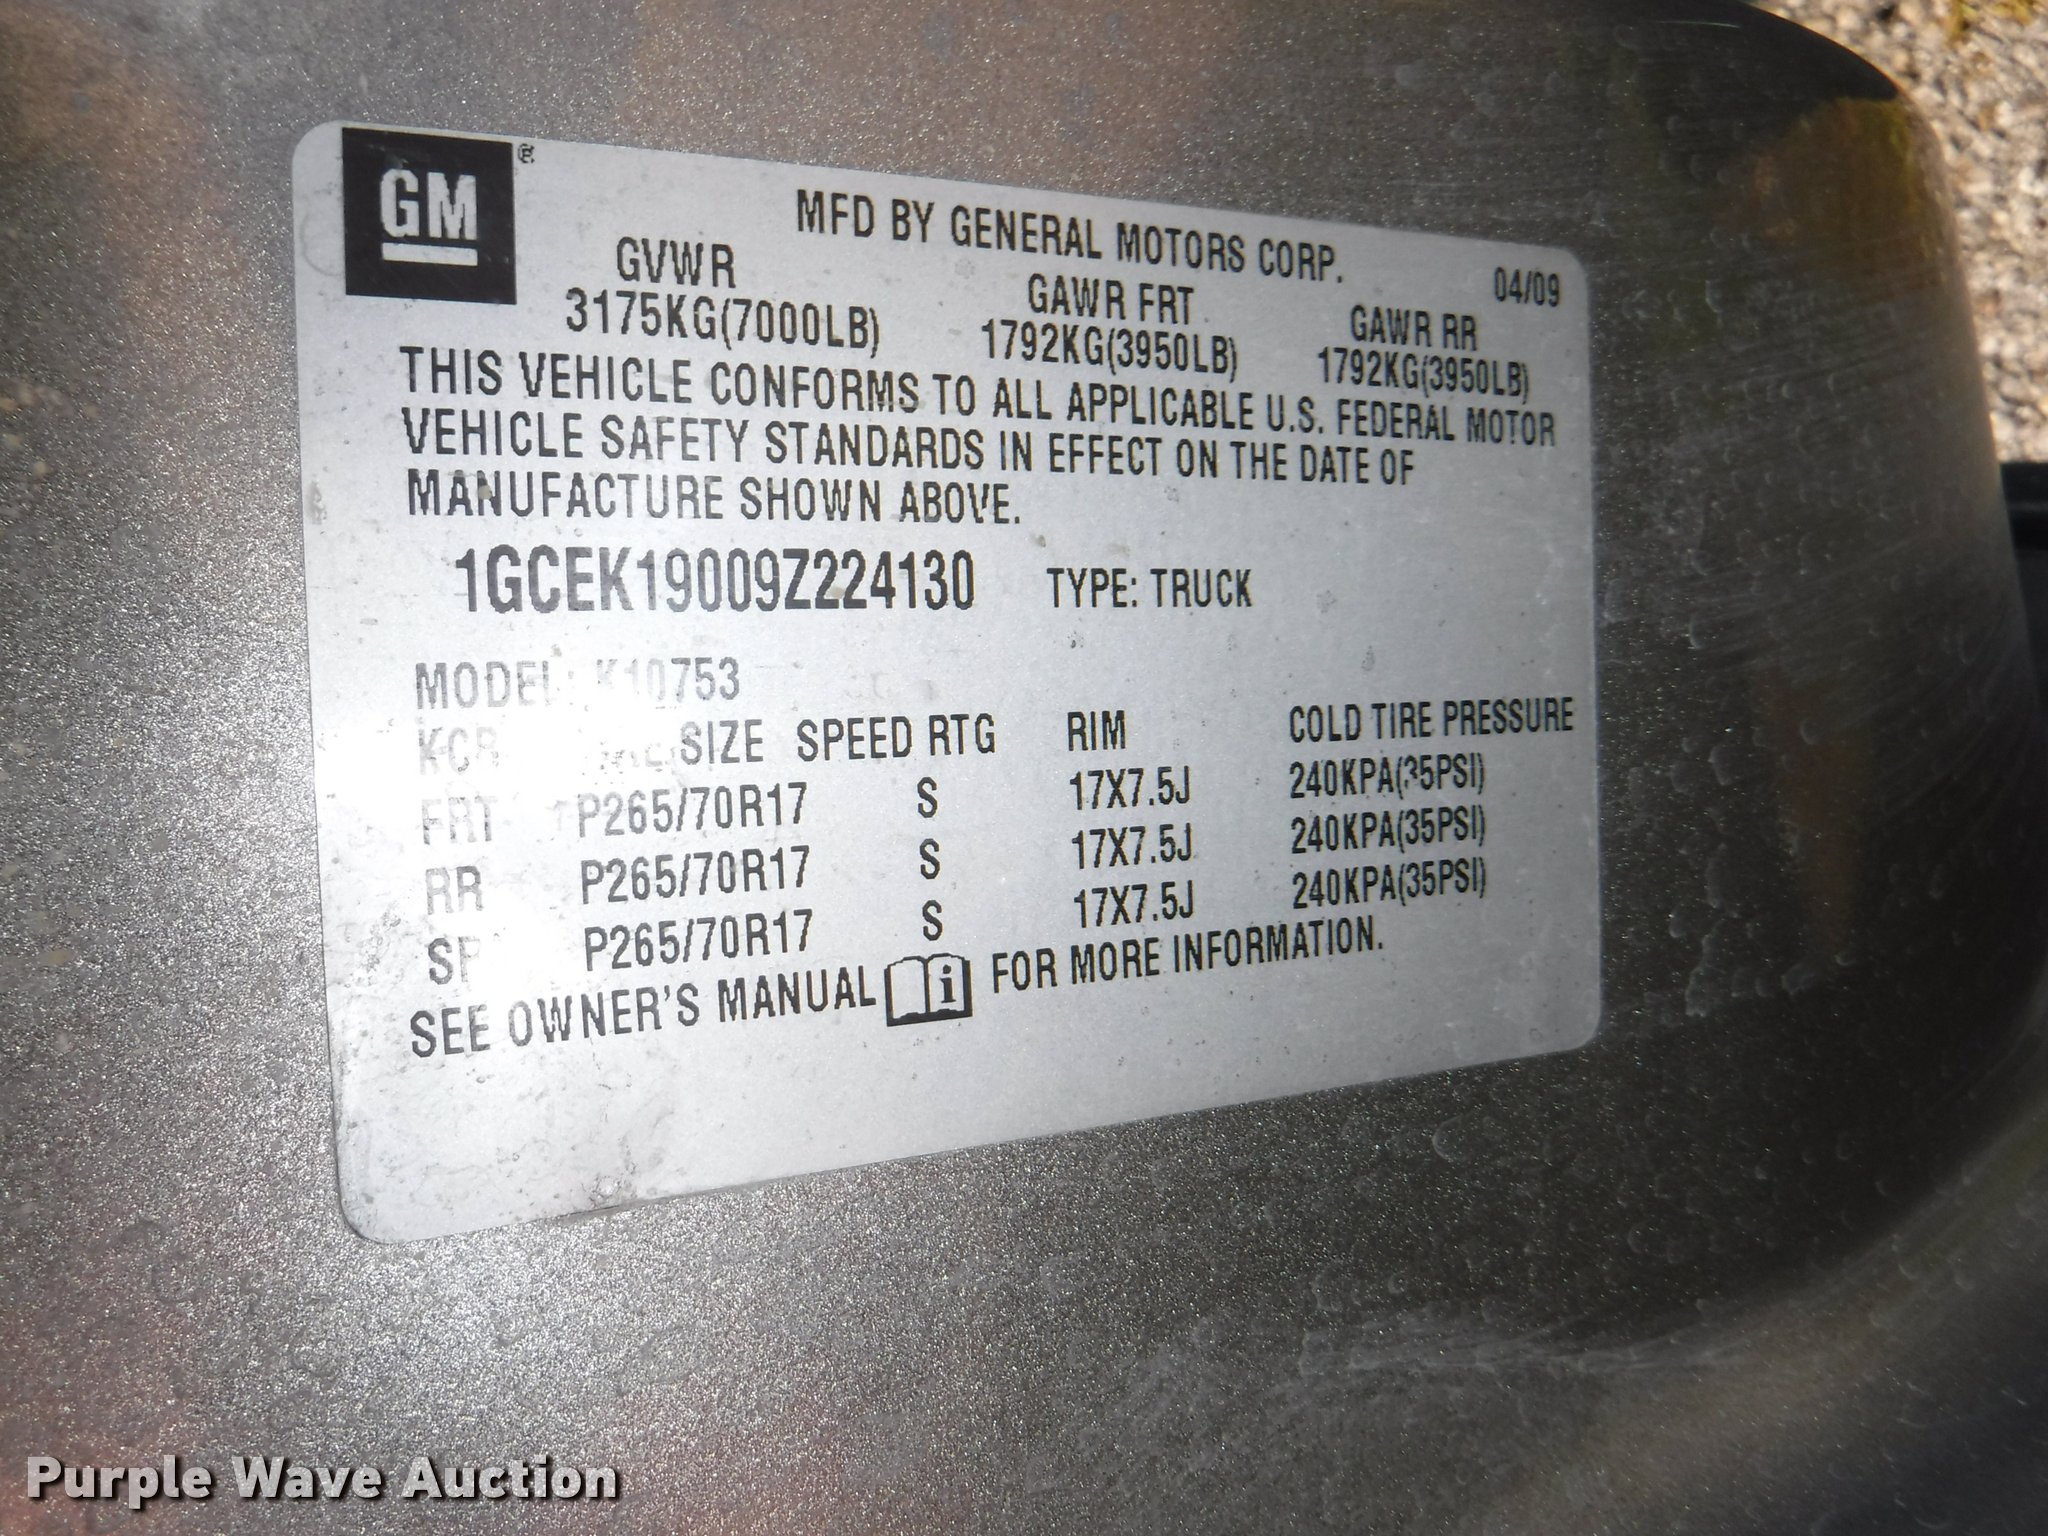 GM®
MFD BY GENERAL MOTORS CORP.
04/09
GVWR GAWR FRT GAWR RR
3175KG(7000LB) 1792KG(3950LB) 1792KG(3950LB)
THIS VEHICLE CONFORMS TO ALL APPLICABLE U.S. FEDERAL MOTOR
VEHICLE SAFETY STANDARDS IN EFFECT ON THE DATE OF
MANUFACTURE SHOWN ABOVE.
1GCEK19009Z224130 TYPE: TRUCK
MODEL: K10753
SIZE SPEED RTG RIM COLD TIRE PRESSURE
FRT P265/70R17 S 17X7.5J 240KPA(35PSI)
RR P265/70R17 S 17X7.5J 240KPA(35PSI)
SP P265/70R17 S 17X7.5J 240KPA(35PSI)
SEE OWNER'S MANUAL i FOR MORE INFORMATION.
Purple Wave Auction